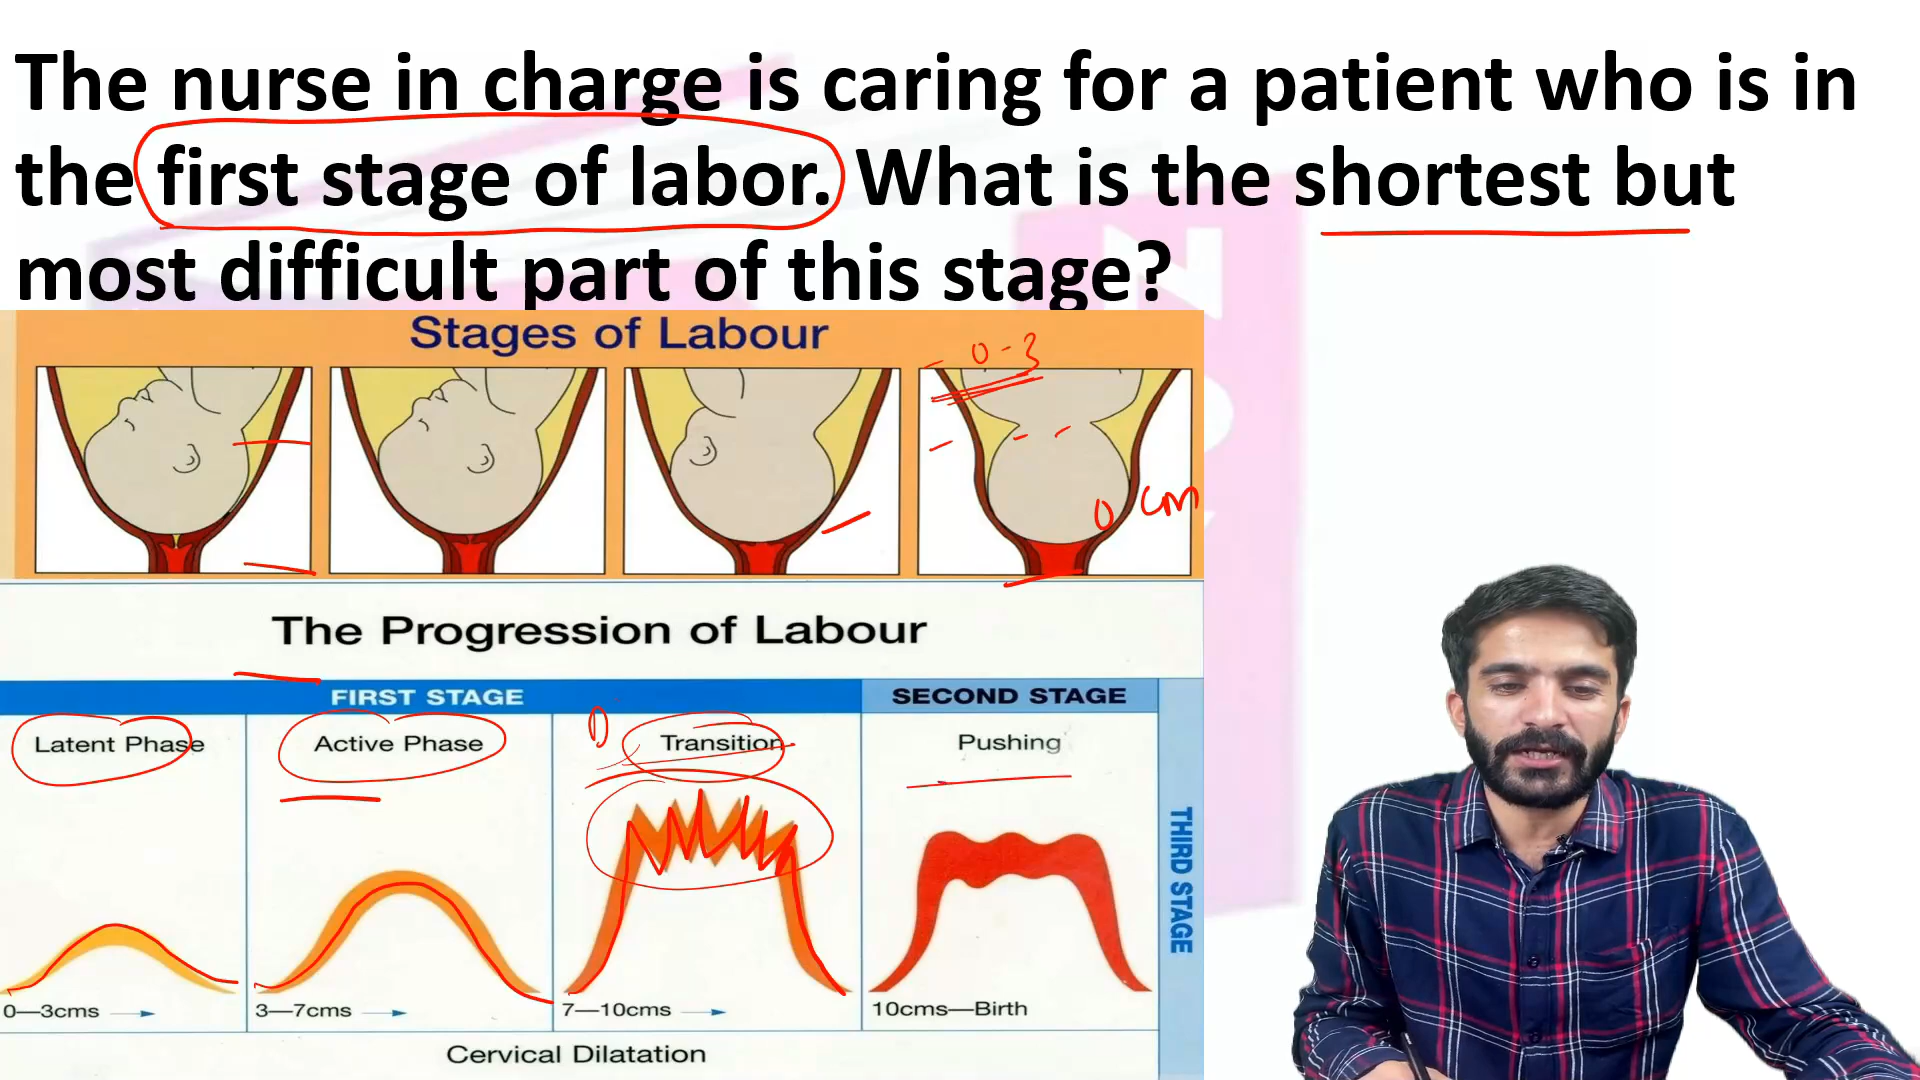 The nurse in charge is caring for a patient who is in
the first stage of labor. What is the shortest but
most difficult part of this stage?
Stages of Labour
0-3
0 cm
The Progression of Labour
FIRST STAGE
SECOND STAGE
THIRD STAGE
Latent Phase
Active Phase
Transition
Pushing
0—3cms
3—7cms
7—10cms
10cms—Birth
Cervical Dilatation